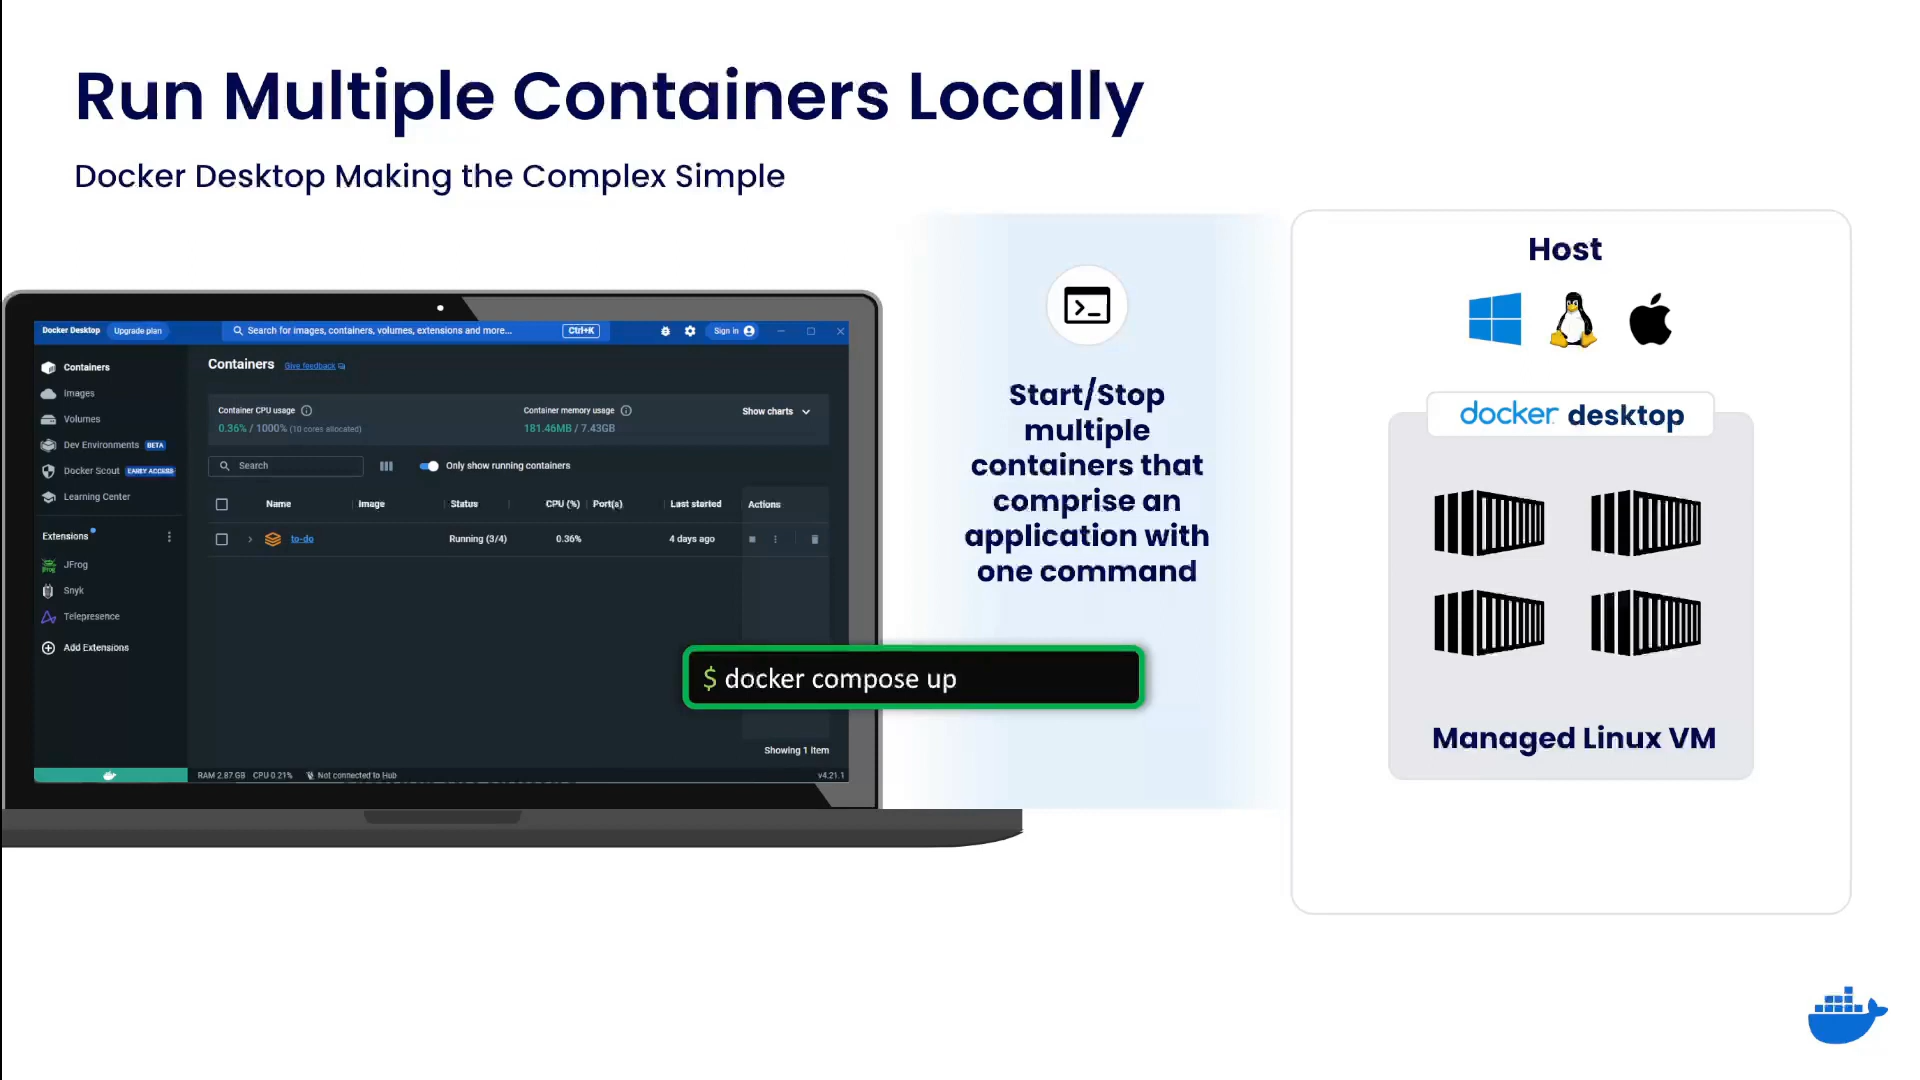 Run Multiple Containers Locally
Docker Desktop Making the Complex Simple
Docker Desktop Upgrade plan Search for images, containers, volumes, extensions and more... Ctrl+K Sign in
Containers
Images
Volumes
Dev Environments BETA
Docker Scout EARLY ACCESS
Learning Center
Extensions
JFrog
Snyk
Telepresence
Add Extensions
Containers Give feedback
Container CPU usage Container memory usage Show charts
0.36% / 1000% (10 cores allocated) 181.46MB / 7.43GB
Search Only show running containers
Name Image Status CPU (%) Port(s) Last started Actions
to-do Running (3/4) 0.36% 4 days ago
Showing 1 item
RAM 2.87 GB CPU 0.21% Not connected to Hub v4.21.1
$ docker compose up
Start/Stop
multiple
containers that
comprise an
application with
one command
Host
docker desktop
Managed Linux VM